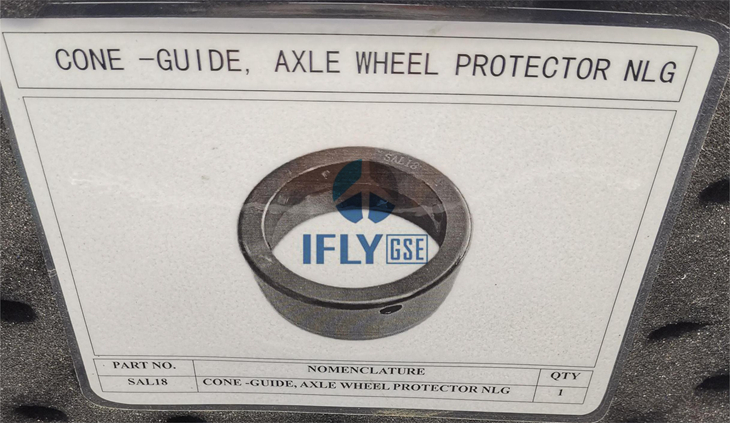 CONE -GUIDE, AXLE WHEEL PROTECTOR NLG
SAL18
IFLY GSE
PART NO. NOMENCLATURE QTY
SAL18 CONE -GUIDE, AXLE WHEEL PROTECTOR NLG 1